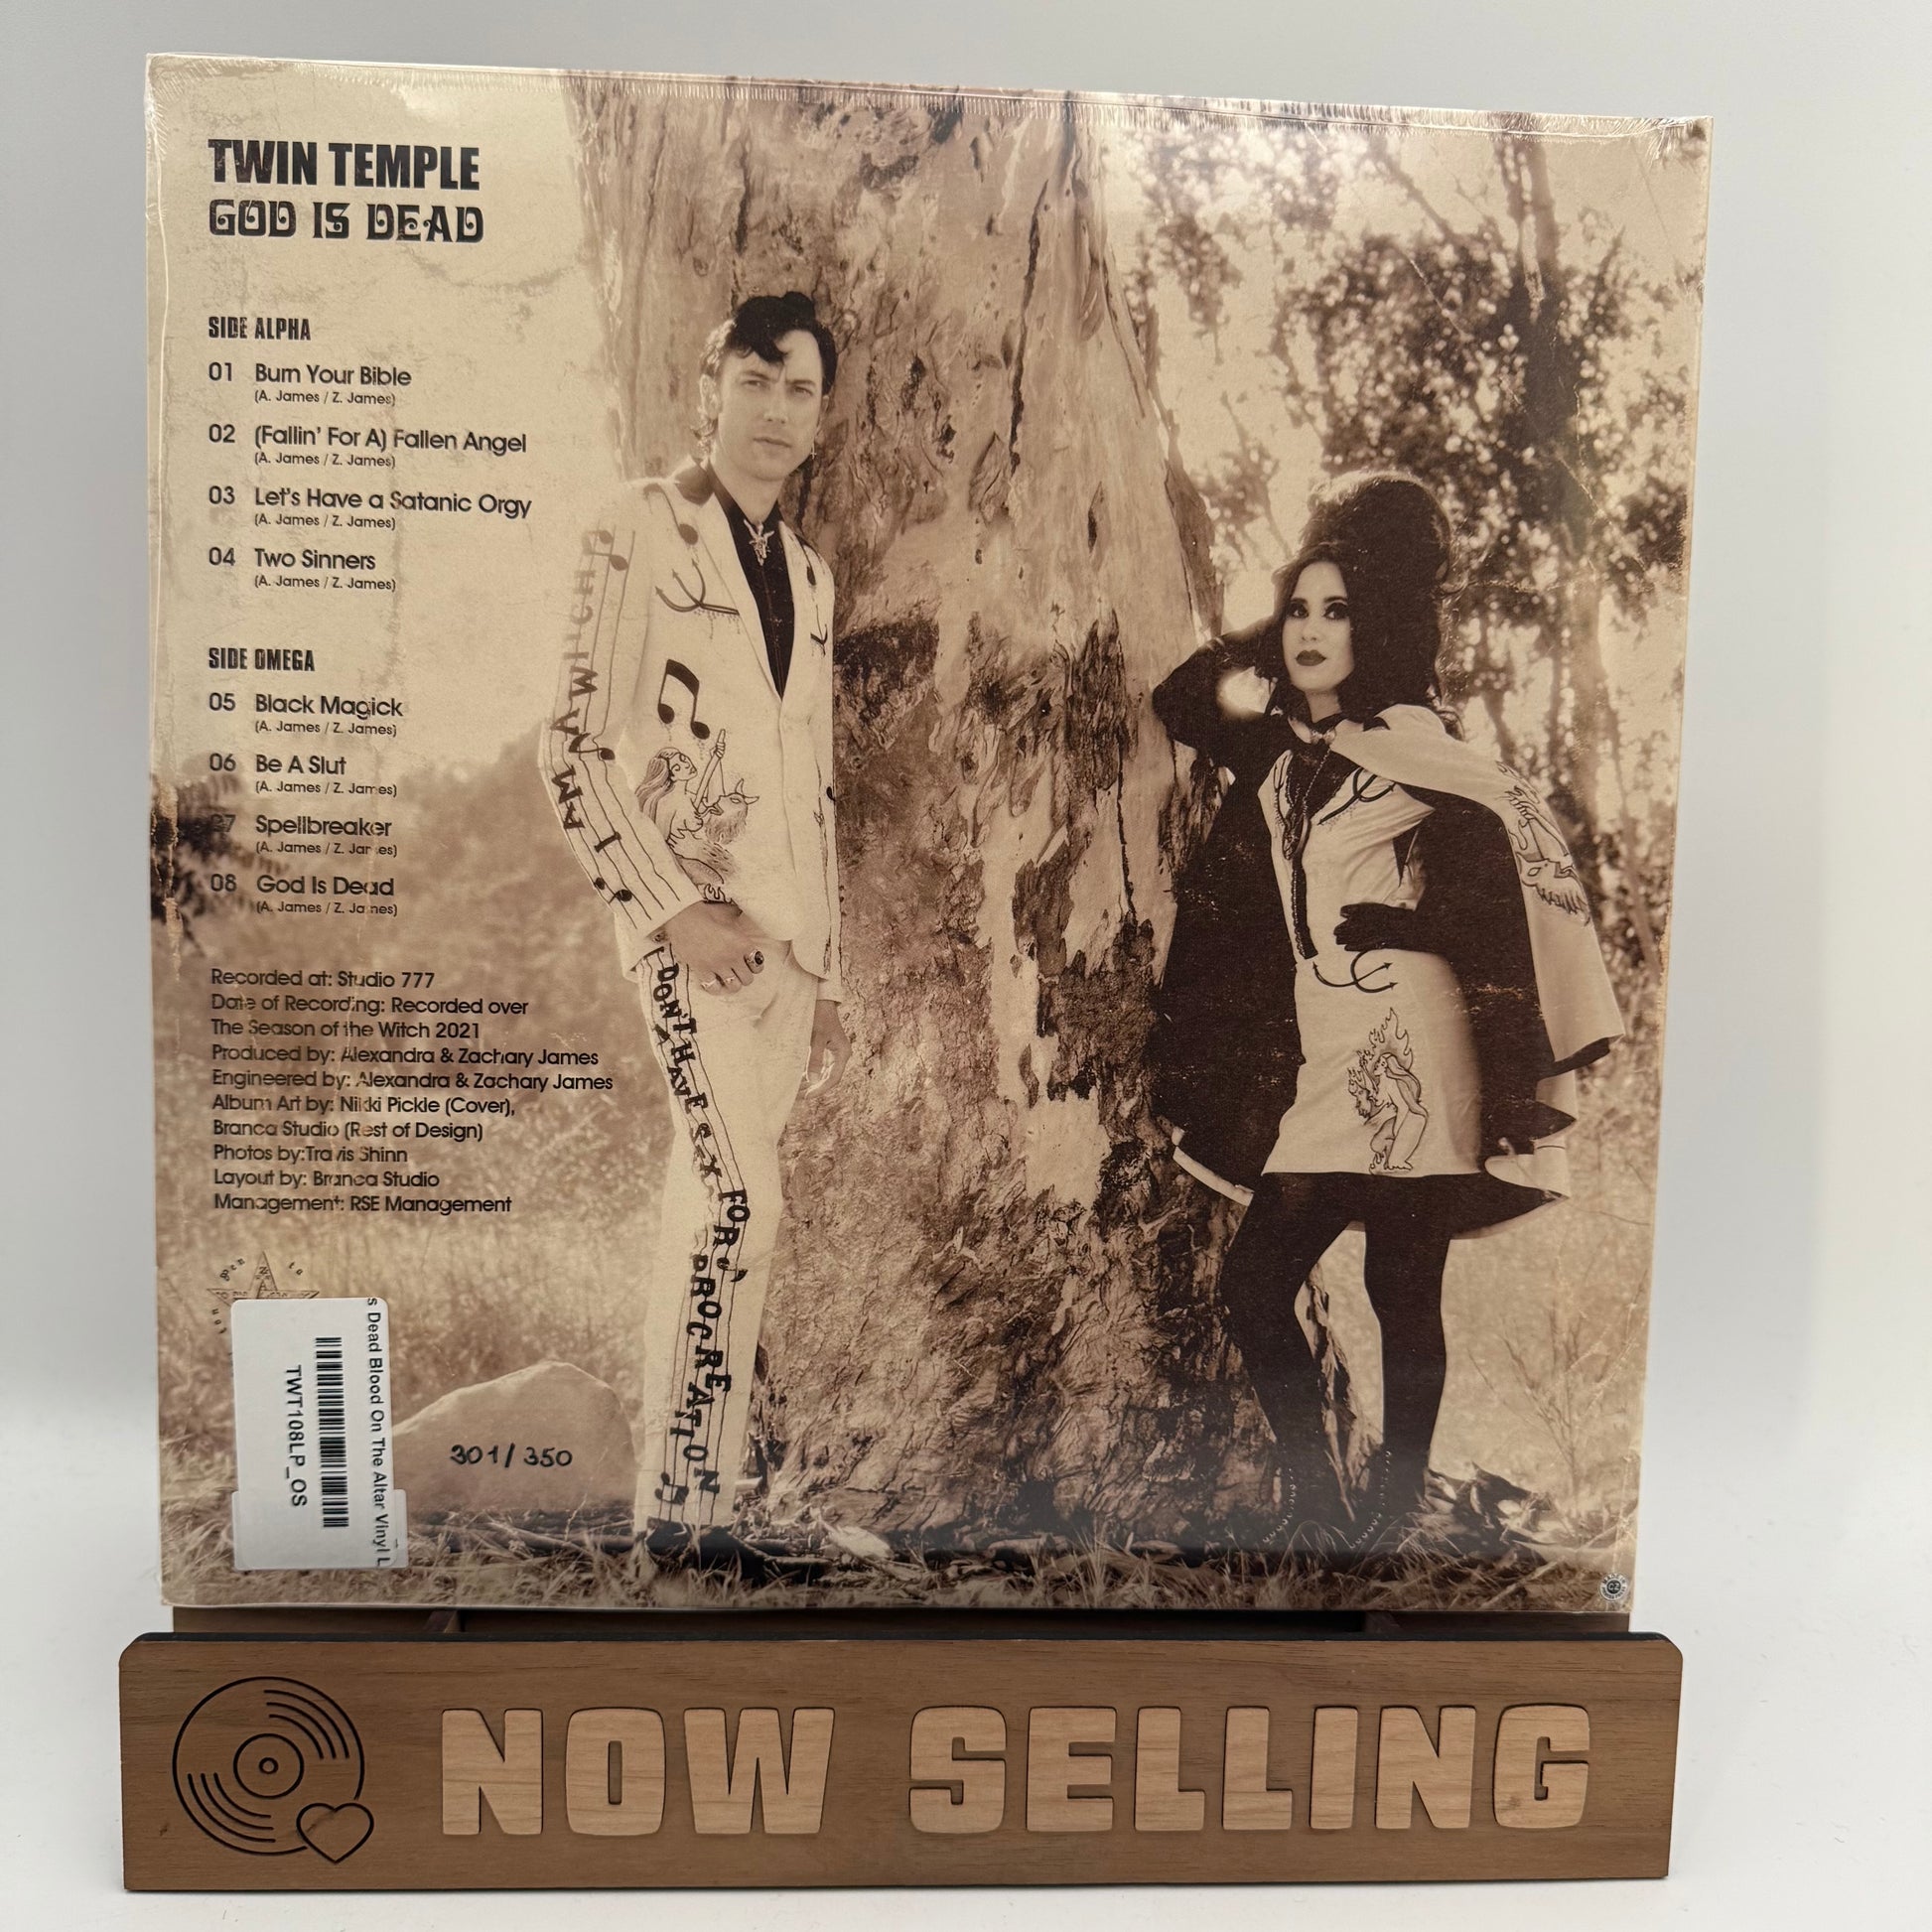 TWIN TEMPLE
GOD IS DEAD
SIDE ALPHA
01 Burn Your Bible
(A. James / Z. James)
02 (Fallin' For A) Fallen Angel
(A. James / Z. James)
03 Let's Have a Satanic Orgy
(A. James / Z. James)
04 Two Sinners
(A. James / Z. James)
SIDE OMEGA
05 Black Magick
(A. James / Z. James)
06 Be A Slut
(A. James / Z. James)
07 Spellbreaker
(A. James / Z. James)
08 God Is Dead
(A. James / Z. James)
Recorded at: Studio 777
Date of Recording: Recorded over
The Season of the Witch 2021
Produced by: Alexandra & Zachary James
Engineered by: Alexandra & Zachary James
Album Art by: Nikki Pickle (Cover),
Branca Studio (Rest of Design)
Photos by:Travis Shinn
Layout by: Branca Studio
Management: RSE Management
I AM A WITCH
I DON'T HAVE SEX FOR PROCREATION
s Dead Blood On The Altar Vinyl L
TWT108LP_OS
301/350
NOW SELLING